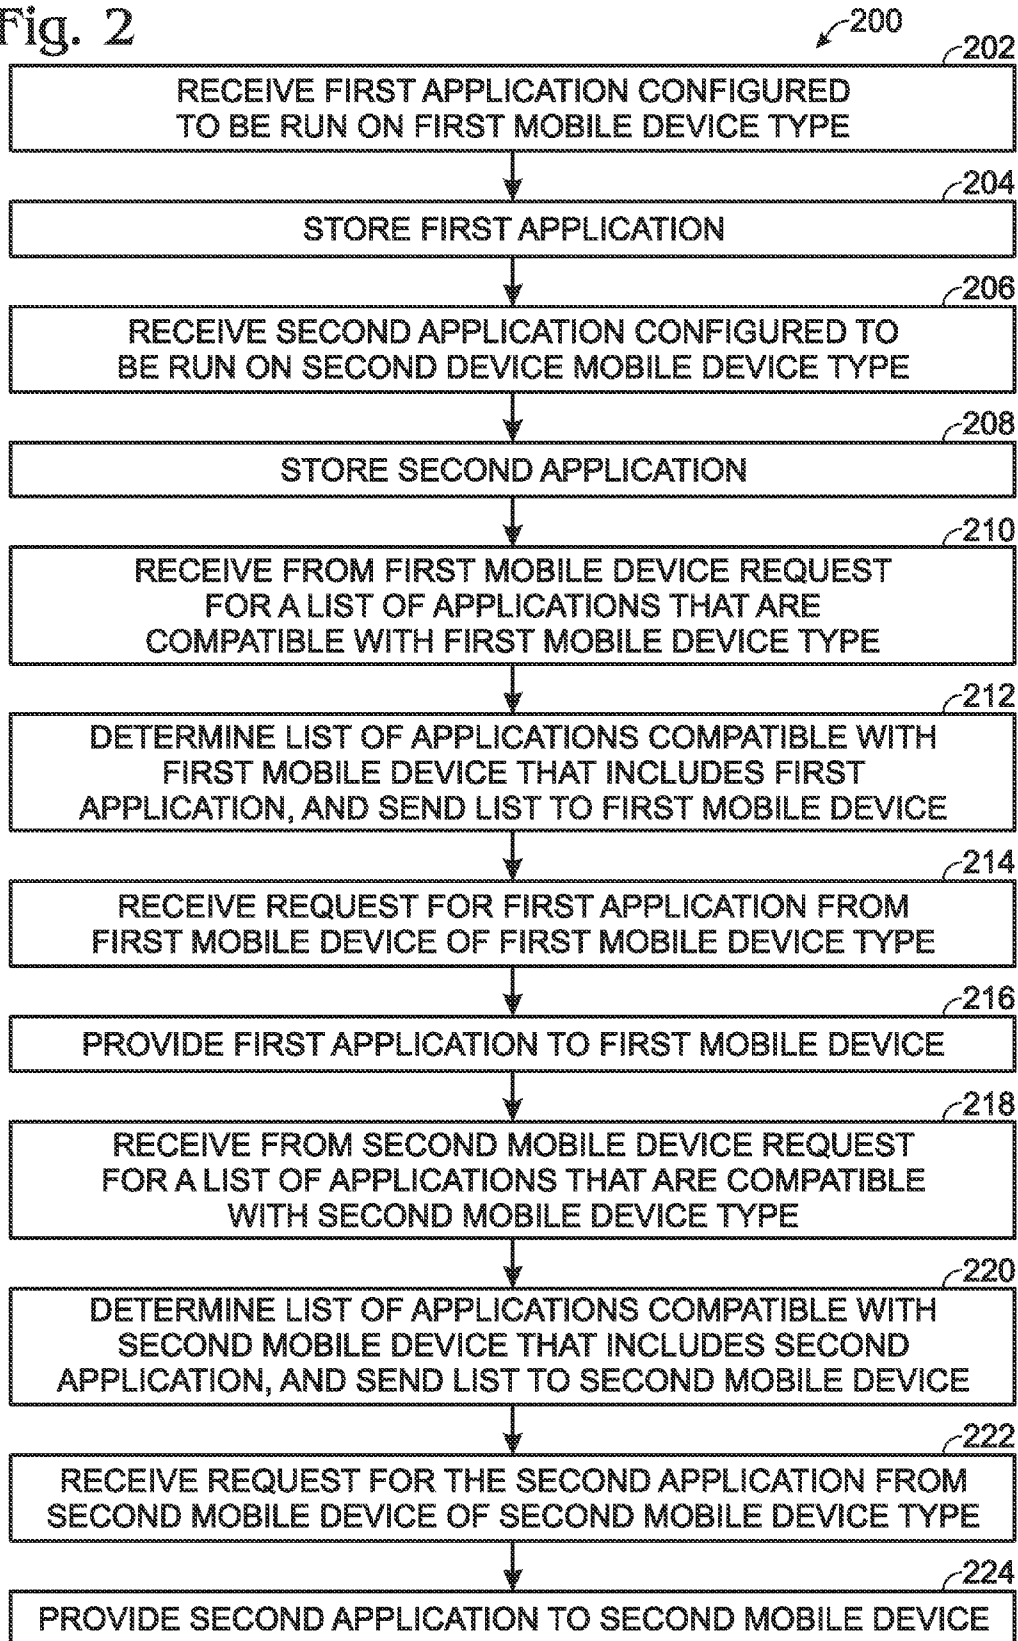 Fig. 2
200
202
RECEIVE FIRST APPLICATION CONFIGURED
TO BE RUN ON FIRST MOBILE DEVICE TYPE
204
STORE FIRST APPLICATION
206
RECEIVE SECOND APPLICATION CONFIGURED TO
BE RUN ON SECOND DEVICE MOBILE DEVICE TYPE
208
STORE SECOND APPLICATION
210
RECEIVE FROM FIRST MOBILE DEVICE REQUEST
FOR A LIST OF APPLICATIONS THAT ARE
COMPATIBLE WITH FIRST MOBILE DEVICE TYPE
212
DETERMINE LIST OF APPLICATIONS COMPATIBLE WITH
FIRST MOBILE DEVICE THAT INCLUDES FIRST
APPLICATION, AND SEND LIST TO FIRST MOBILE DEVICE
214
RECEIVE REQUEST FOR FIRST APPLICATION FROM
FIRST MOBILE DEVICE OF FIRST MOBILE DEVICE TYPE
216
PROVIDE FIRST APPLICATION TO FIRST MOBILE DEVICE
218
RECEIVE FROM SECOND MOBILE DEVICE REQUEST
FOR A LIST OF APPLICATIONS THAT ARE COMPATIBLE
WITH SECOND MOBILE DEVICE TYPE
220
DETERMINE LIST OF APPLICATIONS COMPATIBLE WITH
SECOND MOBILE DEVICE THAT INCLUDES SECOND
APPLICATION, AND SEND LIST TO SECOND MOBILE DEVICE
222
RECEIVE REQUEST FOR THE SECOND APPLICATION FROM
SECOND MOBILE DEVICE OF SECOND MOBILE DEVICE TYPE
224
PROVIDE SECOND APPLICATION TO SECOND MOBILE DEVICE